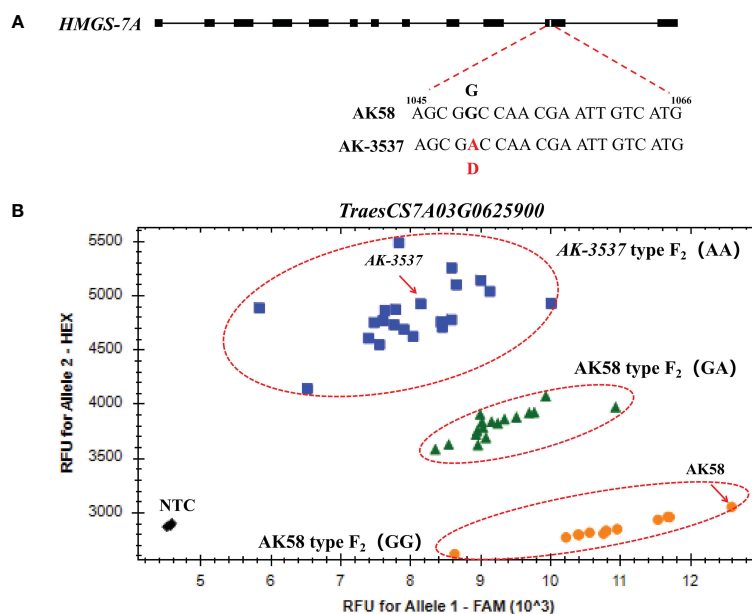 A
HMGS-7A
G
1045 1066
AK58 AGC GGC CAA CGA ATT GTC ATG
AK-3537 AGC GAC CAA CGA ATT GTC ATG
D
B
TraesCS7A03G0625900
5500
5000
4500
4000
3500
3000
RFU for Allele 2 - HEX
AK-3537
AK-3537 type F₂（AA）
AK58 type F₂（GA）
AK58
NTC
AK58 type F₂（GG）
5 6 7 8 9 10 11 12
RFU for Allele 1 - FAM (10^3)